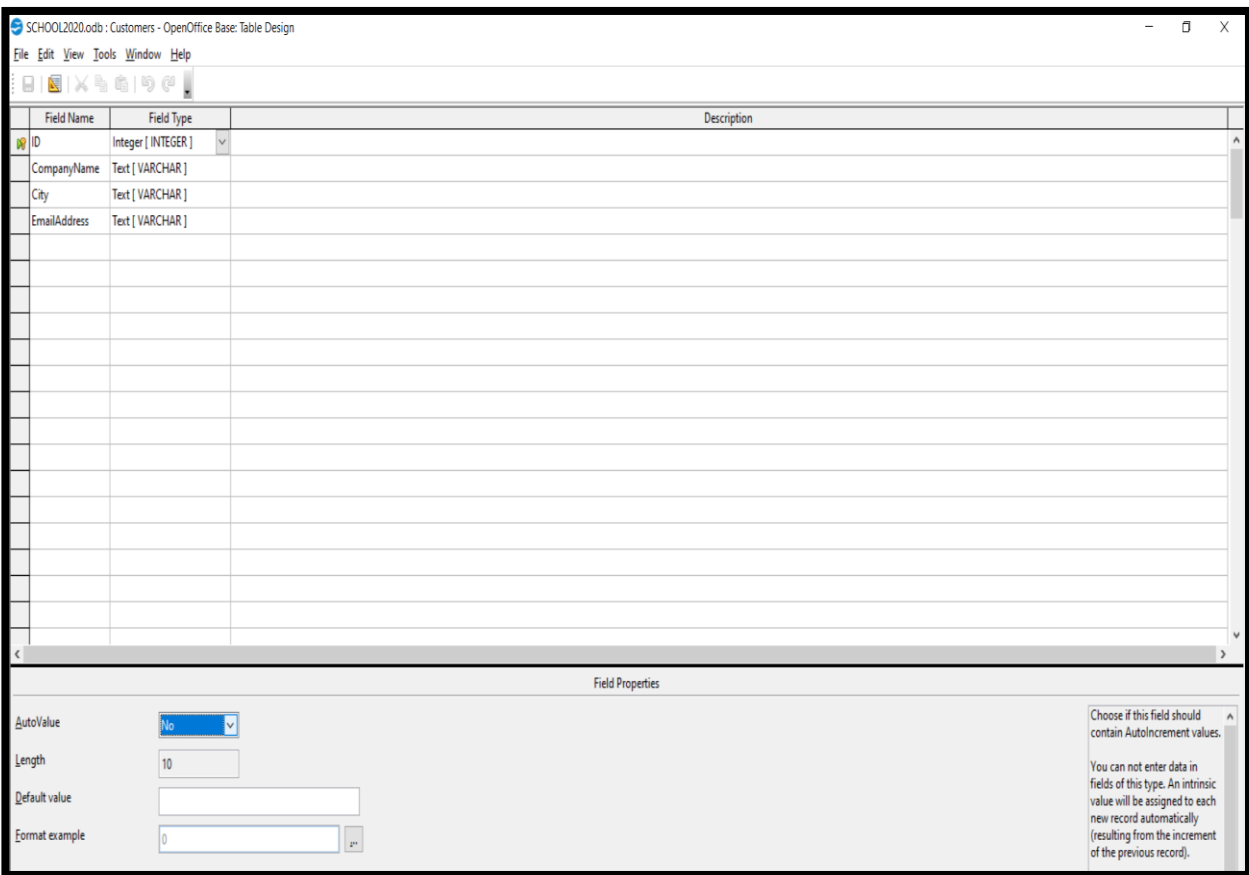 SCHOOL2020.odb : Customers - OpenOffice Base: Table Design
File Edit View Tools Window Help
Field Name Field Type Description
ID Integer [ INTEGER ]
CompanyName Text [ VARCHAR ]
City Text [ VARCHAR ]
EmailAddress Text [ VARCHAR ]
Field Properties
AutoValue No
Length 10
Default value
Format example 0 ...
Choose if this field should
contain AutoIncrement values.
You can not enter data in
fields of this type. An intrinsic
value will be assigned to each
new record automatically
(resulting from the increment
of the previous record).